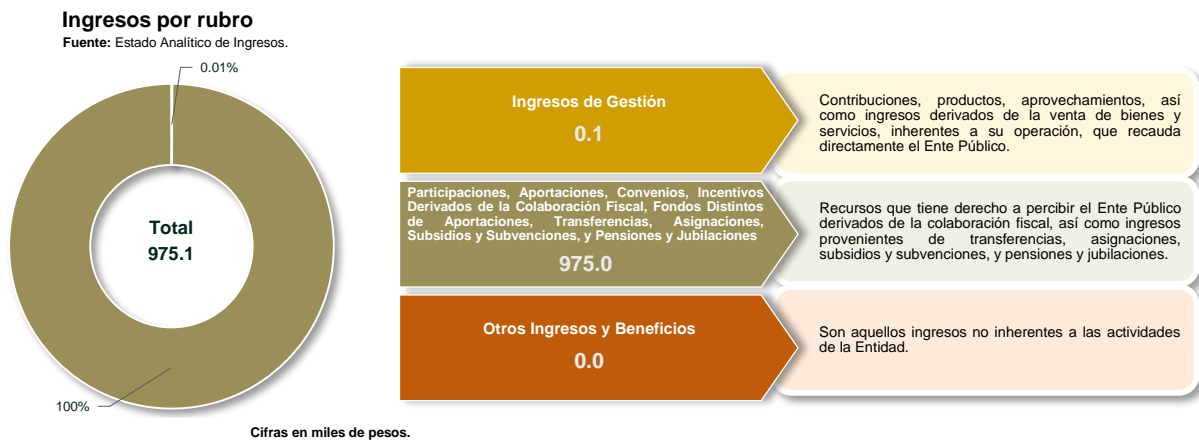 Ingresos por rubro
Fuente: Estado Analítico de Ingresos.
0.01%
Total
975.1
100%
Ingresos de Gestión
0.1
Contribuciones, productos, aprovechamientos, así
como ingresos derivados de la venta de bienes y
servicios, inherentes a su operación, que recauda
directamente el Ente Público.
Participaciones, Aportaciones, Convenios, Incentivos
Derivados de la Colaboración Fiscal, Fondos Distintos
de Aportaciones, Transferencias, Asignaciones,
Subsidios y Subvenciones, y Pensiones y Jubilaciones
975.0
Recursos que tiene derecho a percibir el Ente Público
derivados de la colaboración fiscal, así como ingresos
provenientes de transferencias, asignaciones,
subsidios y subvenciones, y pensiones y jubilaciones.
Otros Ingresos y Beneficios
0.0
Son aquellos ingresos no inherentes a las actividades
de la Entidad.
Cifras en miles de pesos.